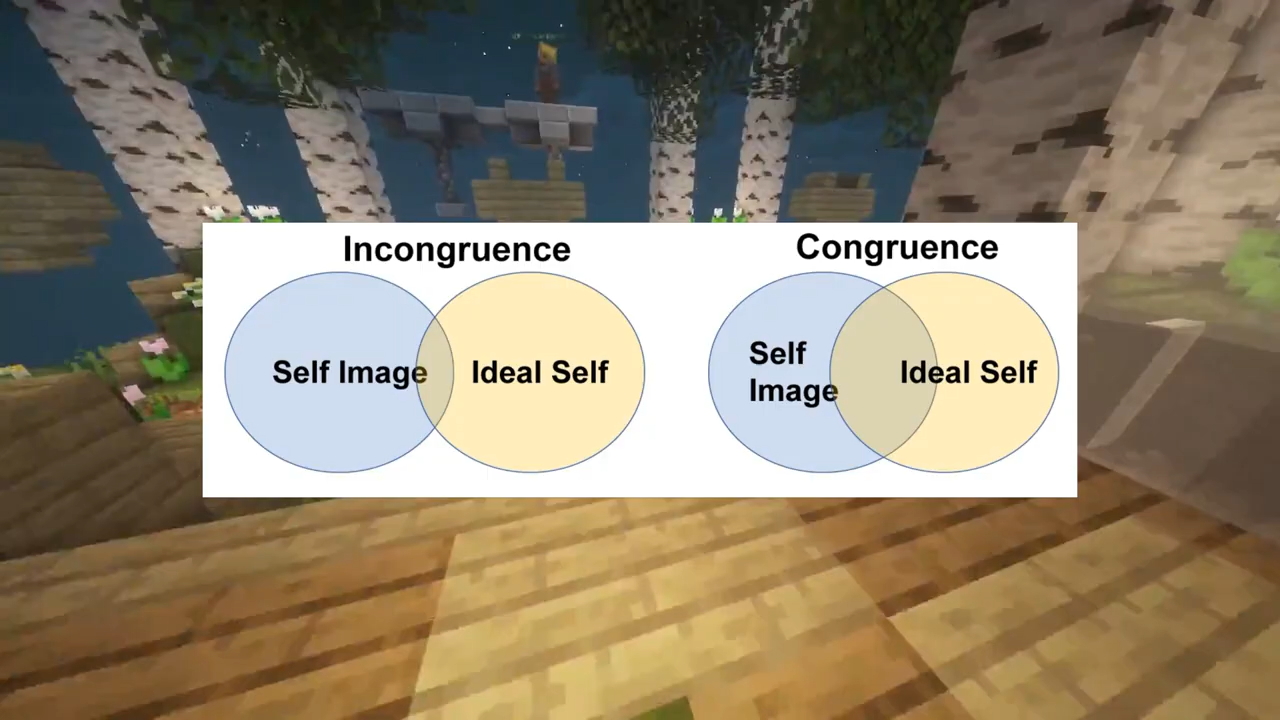 Incongruence
Self Image
Ideal Self
Congruence
Self
Image
Ideal Self